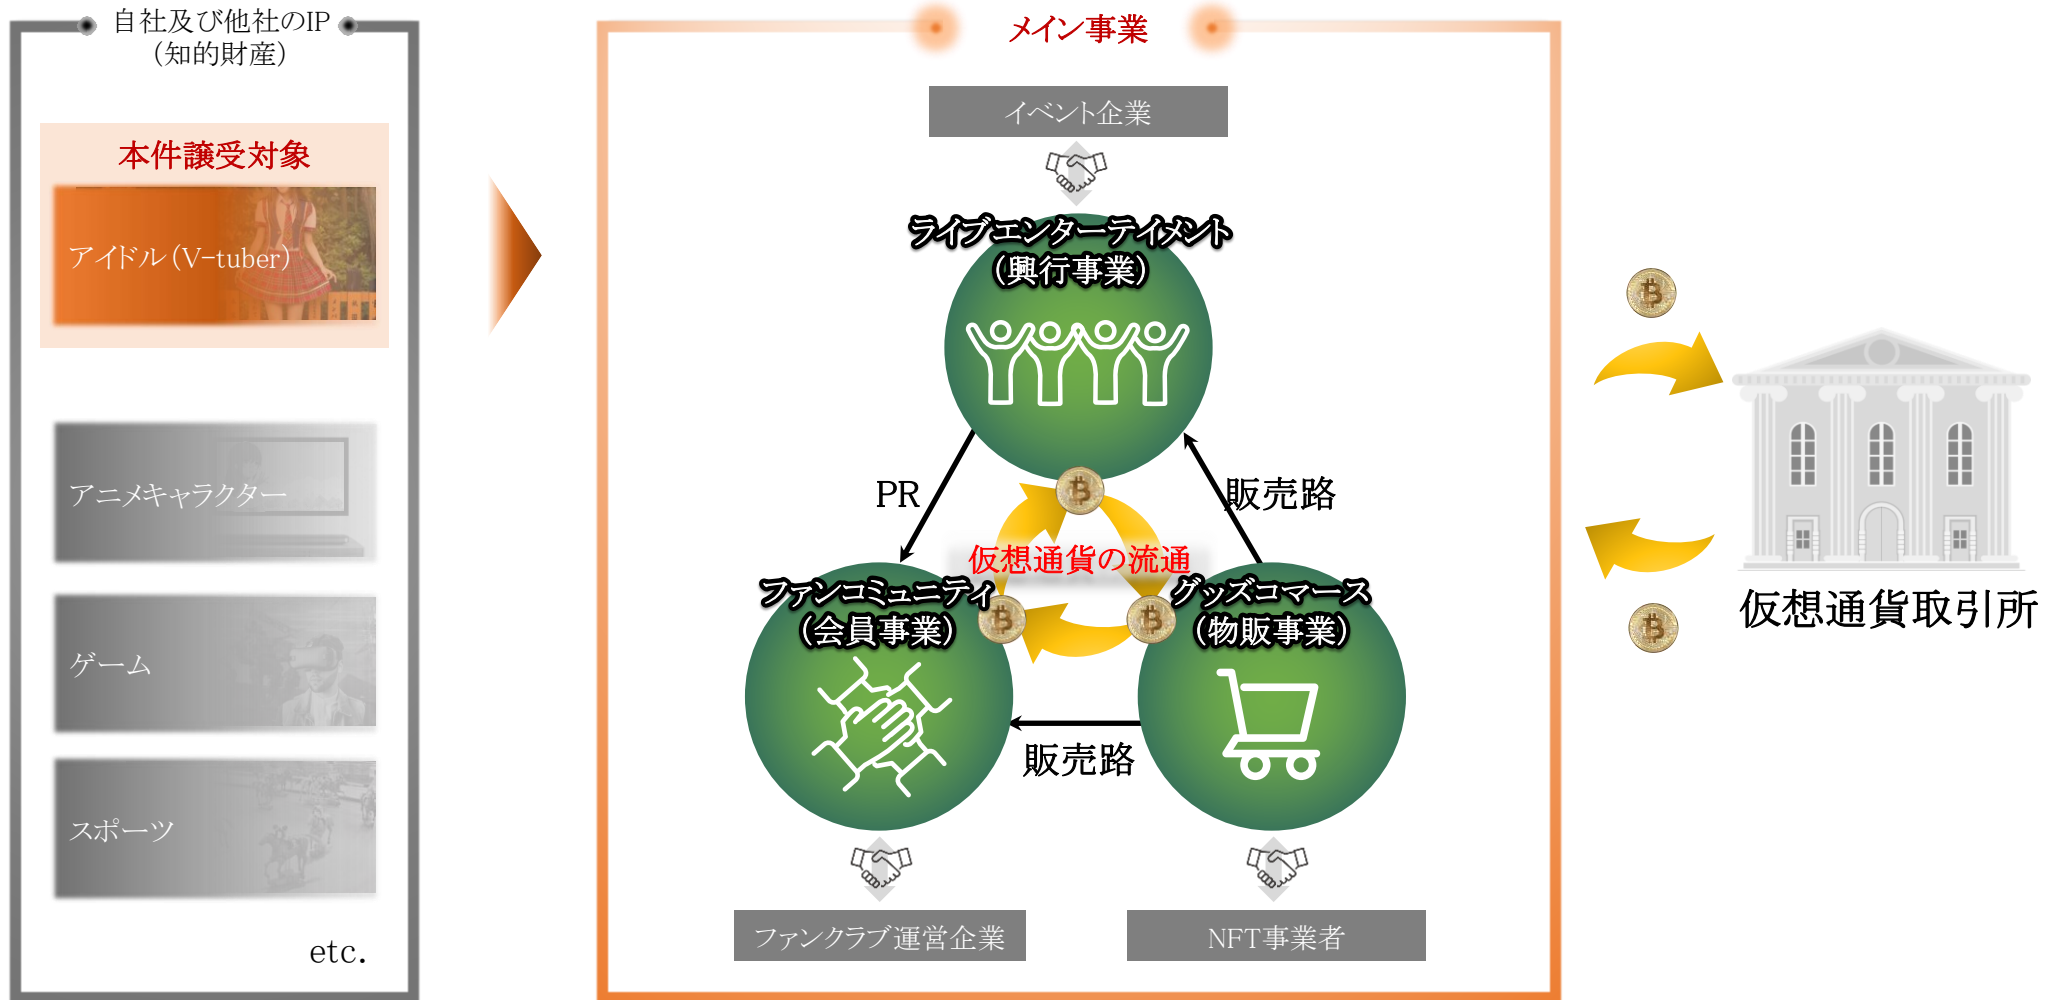 自社及び他社のIP
（知的財産）
本件譲受対象
アイドル（V-tuber）
アニメキャラクター
ゲーム
スポーツ
etc.
メイン事業
イベント企業
ライブエンターテイメント
（興行事業）
PR
販売路
仮想通貨の流通
ファンコミュニティ
（会員事業）
グッズコマース
（物販事業）
販売路
ファンクラブ運営企業
NFT事業者
仮想通貨取引所